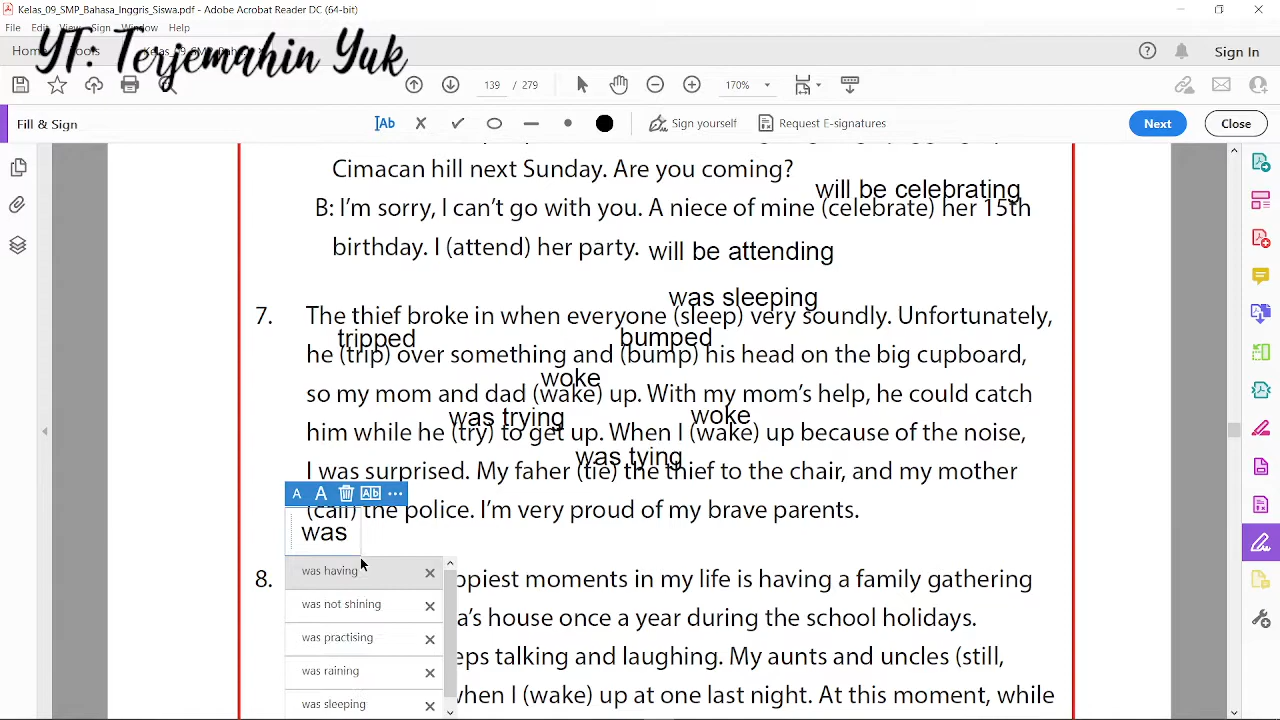 Kelas_09_SMP_Bahasa_Inggris_Siswa.pdf - Adobe Acrobat Reader DC (64-bit)
File Edit View Sign Window Help
YT: Terjemahin Yuk
Sign In
139 / 279
170%
Fill & Sign
Ab
Sign yourself
Request E-signatures
Next
Close
Cimacan hill next Sunday. Are you coming?
will be celebrating
B: I'm sorry, I can't go with you. A niece of mine (celebrate) her 15th
birthday. I (attend) her party. will be attending
was sleeping
7. The thief broke in when everyone (sleep) very soundly. Unfortunately,
tripped bumped
he (trip) over something and (bump) his head on the big cupboard,
woke
so my mom and dad (wake) up. With my mom's help, he could catch
was trying woke
him while he (try) to get up. When I (wake) up because of the noise,
was tying
I was surprised. My faher (tie) the thief to the chair, and my mother
A A Ab
(call) the police. I'm very proud of my brave parents.
was
was having
8. ppiest moments in my life is having a family gathering
was not shining
a's house once a year during the school holidays.
was practising
eps talking and laughing. My aunts and uncles (still,
was raining
when I (wake) up at one last night. At this moment, while
was sleeping